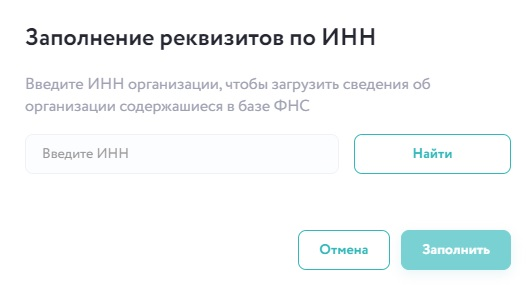 Заполнение реквизитов по ИНН
Введите ИНН организации, чтобы загрузить сведения об
организации содержашиеся в базе ФНС
Введите ИНН
Найти
Отмена
Заполнить